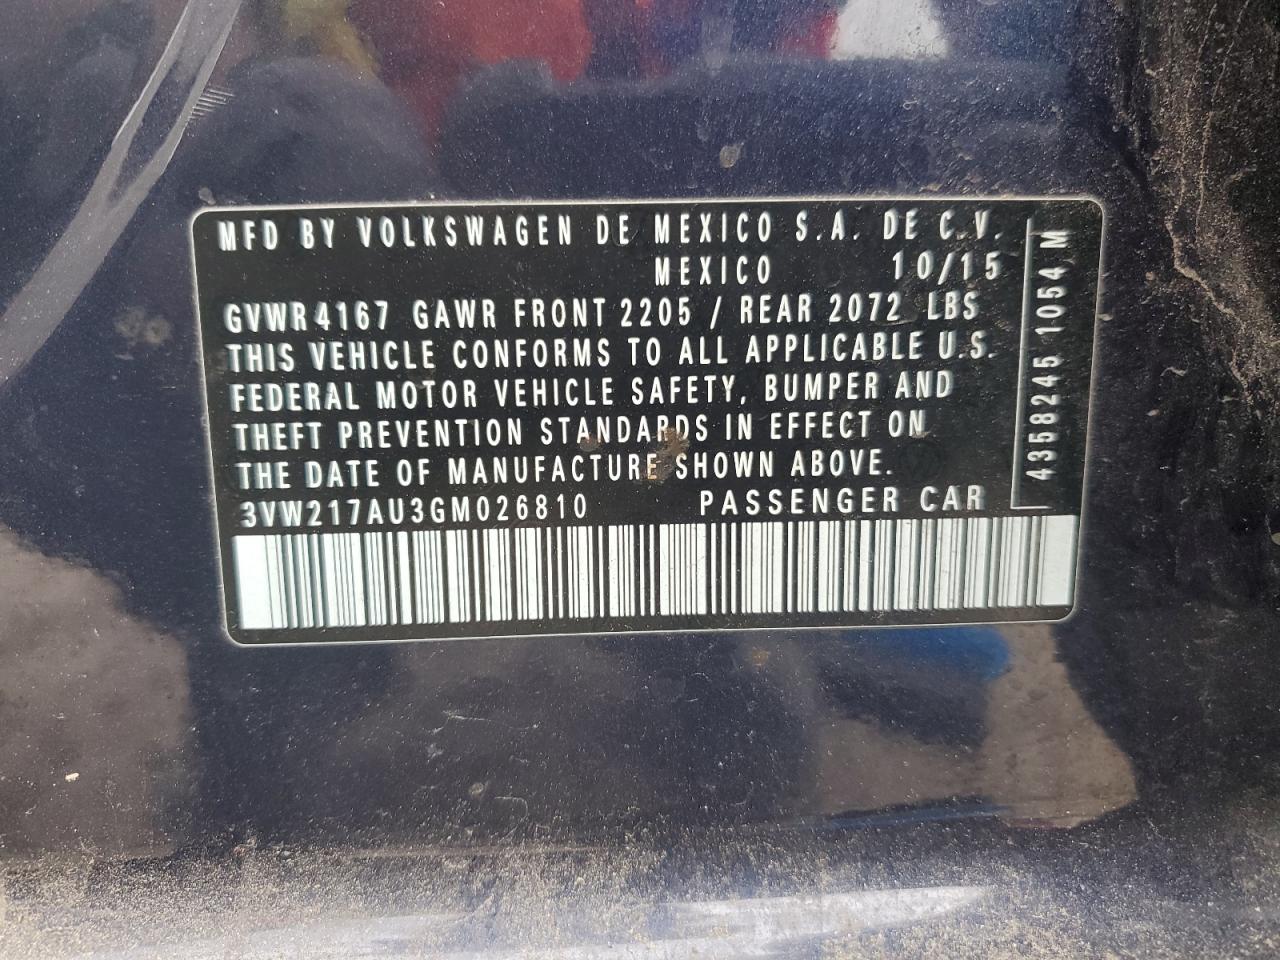 MFD BY VOLKSWAGEN DE MEXICO S.A. DE C.V.
MEXICO 10/15
GVWR 4167 GAWR FRONT 2205 / REAR 2072 LBS
THIS VEHICLE CONFORMS TO ALL APPLICABLE U.S.
FEDERAL MOTOR VEHICLE SAFETY, BUMPER AND
THEFT PREVENTION STANDARDS IN EFFECT ON
THE DATE OF MANUFACTURE SHOWN ABOVE.
3VW217AU3GM026810 PASSENGER CAR
4358245 1054 M